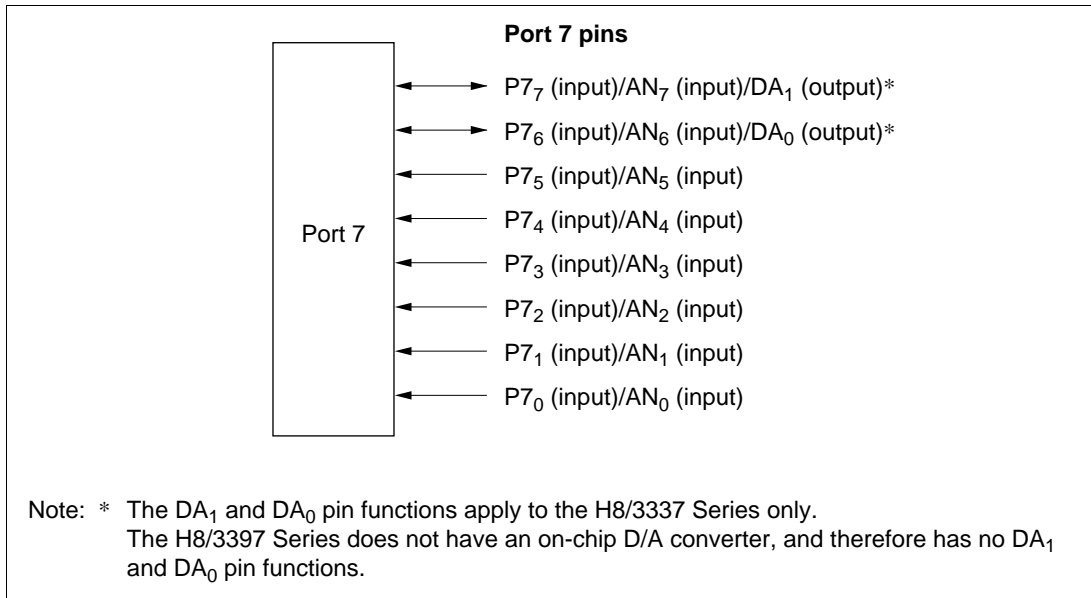 Port 7 pins
P7₇ (input)/AN₇ (input)/DA₁ (output)*
P7₆ (input)/AN₆ (input)/DA₀ (output)*
P7₅ (input)/AN₅ (input)
P7₄ (input)/AN₄ (input)
Port 7
P7₃ (input)/AN₃ (input)
P7₂ (input)/AN₂ (input)
P7₁ (input)/AN₁ (input)
P7₀ (input)/AN₀ (input)
Note: * The DA₁ and DA₀ pin functions apply to the H8/3337 Series only.
The H8/3397 Series does not have an on-chip D/A converter, and therefore has no DA₁
and DA₀ pin functions.